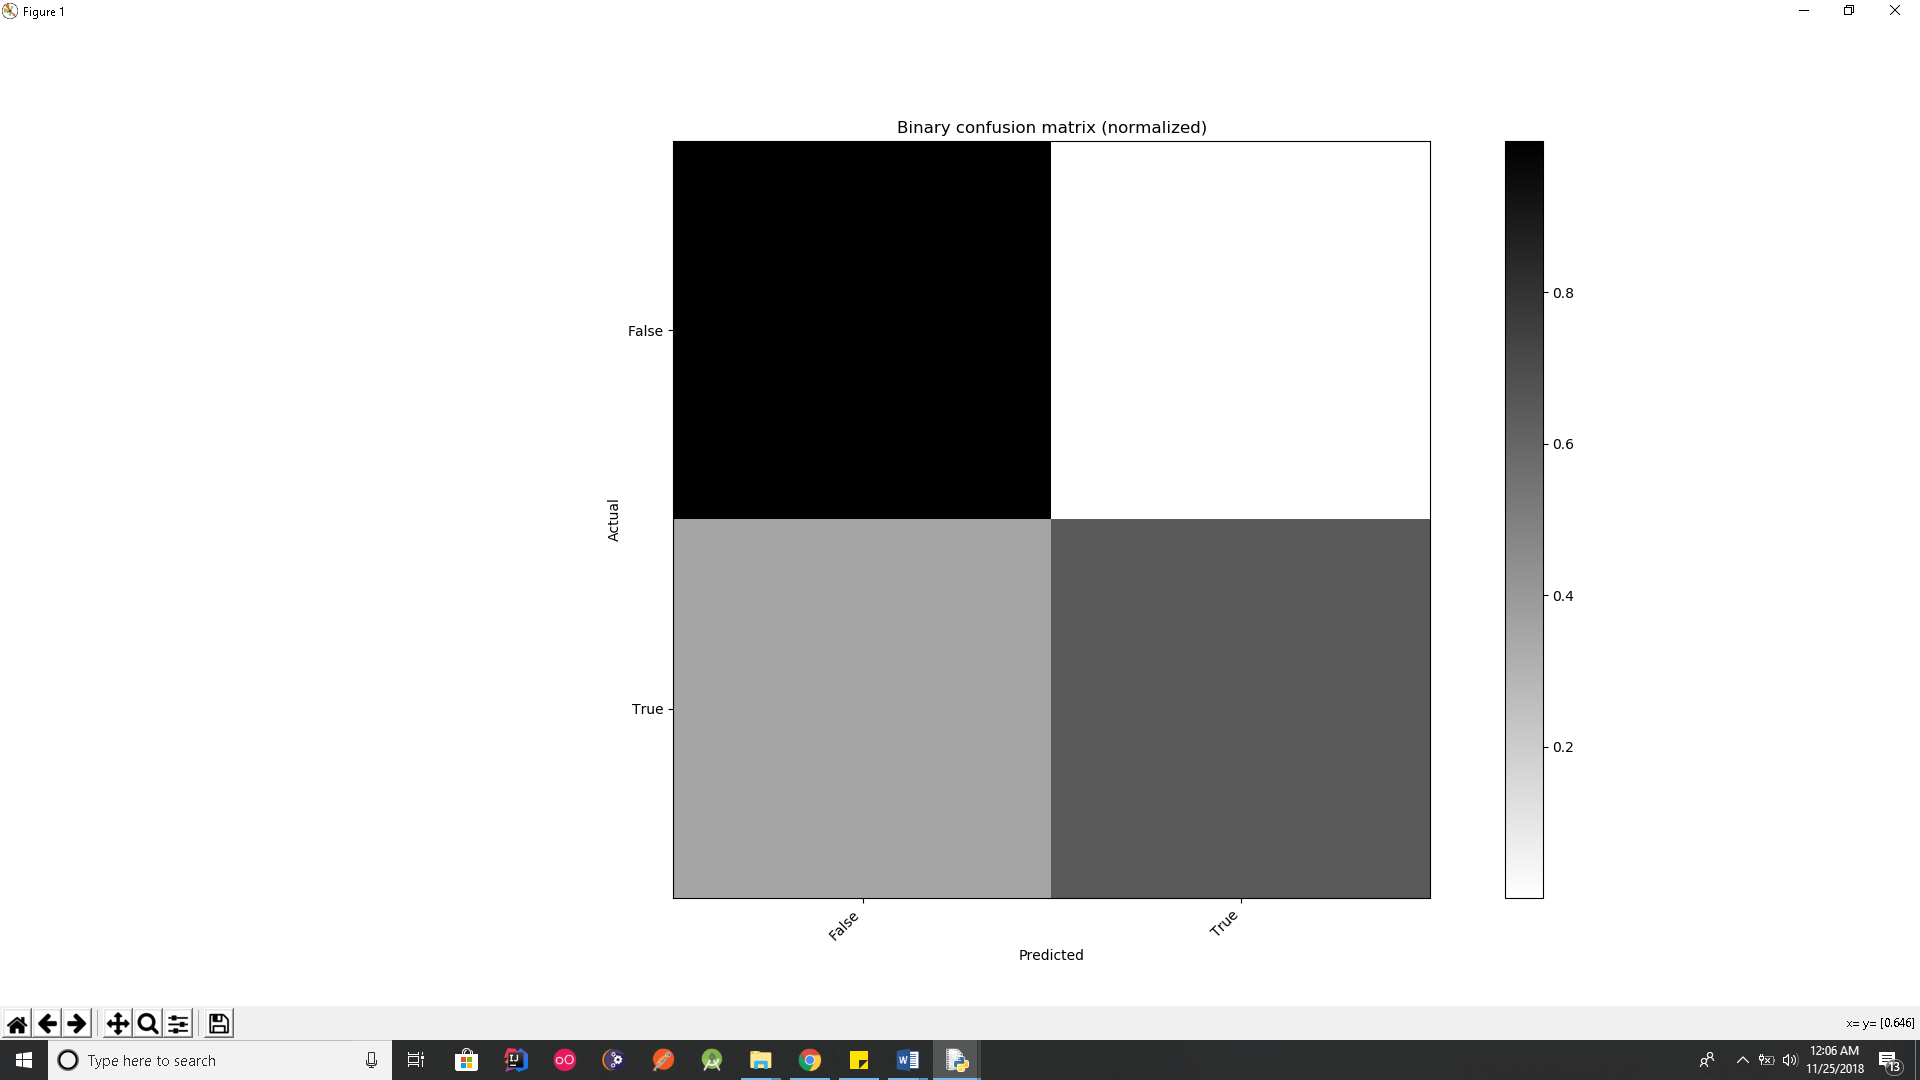 Figure 1
Binary confusion matrix (normalized)
False
True
Actual
False
True
Predicted
0.8
0.6
0.4
0.2
x= y= [0.646]
Type here to search
12:06 AM
11/25/2018
13